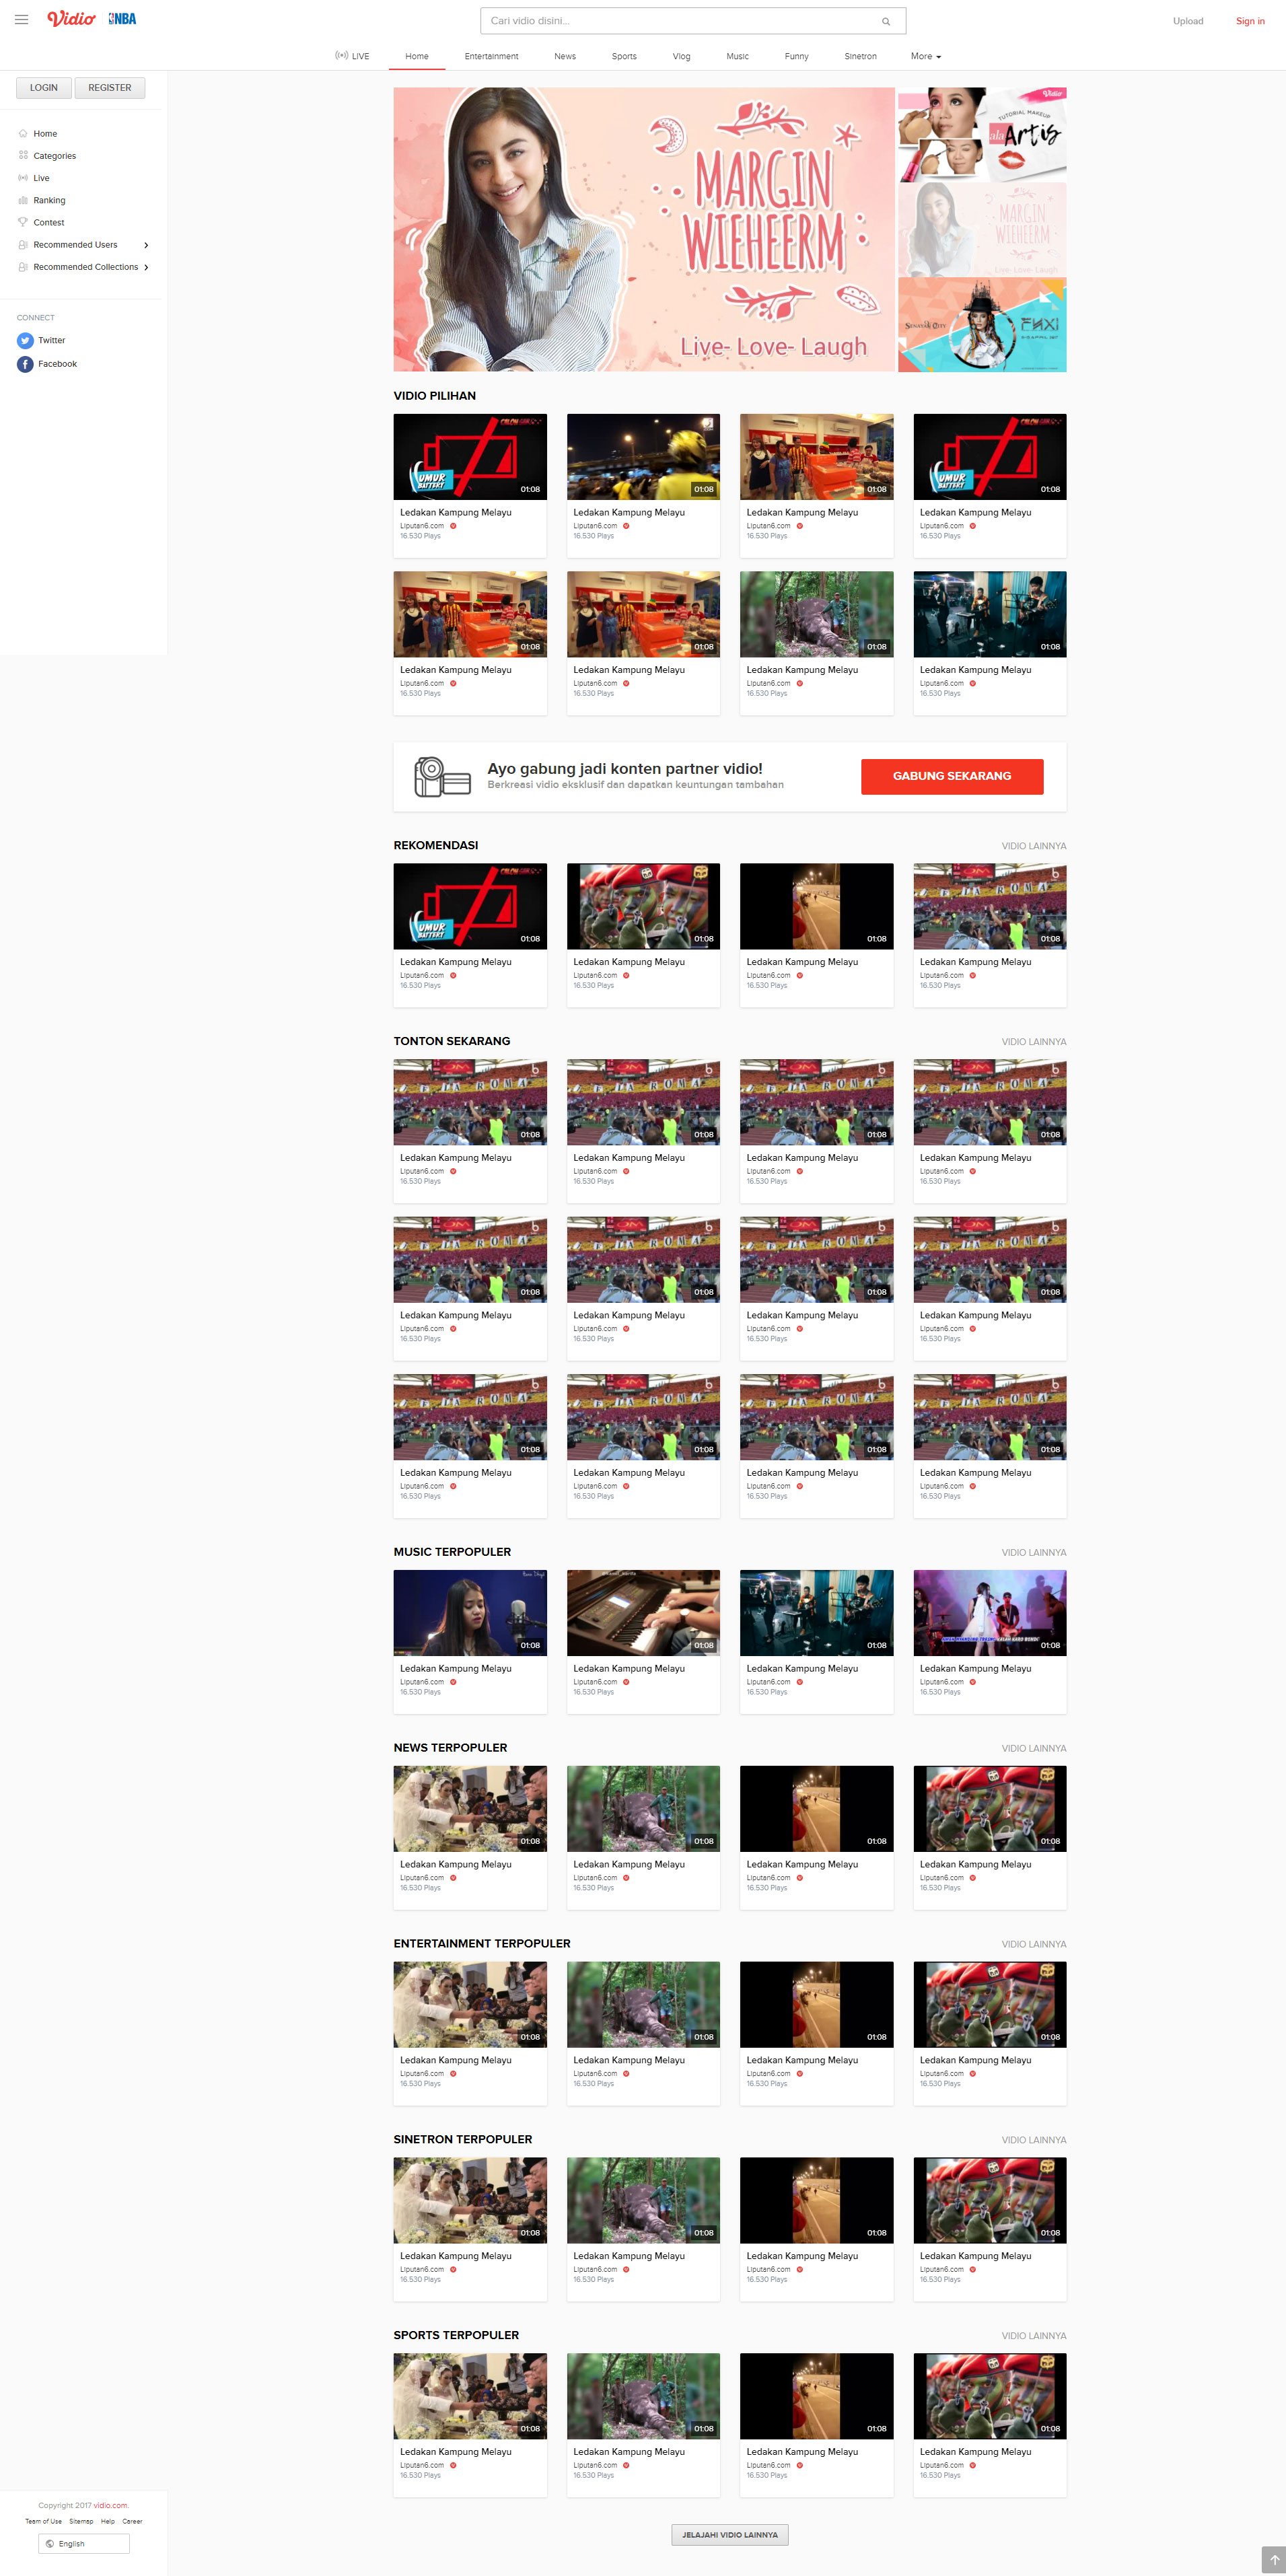 Vidio
NBA
Cari vidio disini...
Upload
Sign in
LIVE
Home
Entertainment
News
Sports
Vlog
Music
Funny
Sinetron
More
LOGIN
REGISTER
Home
Categories
Live
Ranking
Contest
Recommended Users
Recommended Collections
CONNECT
Twitter
Facebook
MARGIN
WIEHEERM
Live- Love- Laugh
Vidio
TUTORIAL MAKEUP
ala
Artis
MARGIN
WIEHEERM
Live- Love- Laugh
SENAYAN CITY
VIDIO PILIHAN
UMUR
BATTERY
01:08
01:08
01:08
UMUR
BATTERY
01:08
Ledakan Kampung Melayu
Liputan6.com
16.530 Plays
Ledakan Kampung Melayu
Liputan6.com
16.530 Plays
Ledakan Kampung Melayu
Liputan6.com
16.530 Plays
Ledakan Kampung Melayu
Liputan6.com
16.530 Plays
01:08
01:08
01:08
01:08
Ledakan Kampung Melayu
Liputan6.com
16.530 Plays
Ledakan Kampung Melayu
Liputan6.com
16.530 Plays
Ledakan Kampung Melayu
Liputan6.com
16.530 Plays
Ledakan Kampung Melayu
Liputan6.com
16.530 Plays
Ayo gabung jadi konten partner vidio!
Berkreasi vidio eksklusif dan dapatkan keuntungan tambahan
GABUNG SEKARANG
REKOMENDASI
VIDIO LAINNYA
UMUR
BATTERY
01:08
01:08
01:08
E LA ROMA
01:08
Ledakan Kampung Melayu
Liputan6.com
16.530 Plays
Ledakan Kampung Melayu
Liputan6.com
16.530 Plays
Ledakan Kampung Melayu
Liputan6.com
16.530 Plays
Ledakan Kampung Melayu
Liputan6.com
16.530 Plays
TONTON SEKARANG
VIDIO LAINNYA
E LA ROMA
01:08
E LA ROMA
01:08
E LA ROMA
01:08
E LA ROMA
01:08
Ledakan Kampung Melayu
Liputan6.com
16.530 Plays
Ledakan Kampung Melayu
Liputan6.com
16.530 Plays
Ledakan Kampung Melayu
Liputan6.com
16.530 Plays
Ledakan Kampung Melayu
Liputan6.com
16.530 Plays
E LA ROMA
01:08
E LA ROMA
01:08
E LA ROMA
01:08
E LA ROMA
01:08
Ledakan Kampung Melayu
Liputan6.com
16.530 Plays
Ledakan Kampung Melayu
Liputan6.com
16.530 Plays
Ledakan Kampung Melayu
Liputan6.com
16.530 Plays
Ledakan Kampung Melayu
Liputan6.com
16.530 Plays
E LA ROMA
01:08
E LA ROMA
01:08
E LA ROMA
01:08
E LA ROMA
01:08
Ledakan Kampung Melayu
Liputan6.com
16.530 Plays
Ledakan Kampung Melayu
Liputan6.com
16.530 Plays
Ledakan Kampung Melayu
Liputan6.com
16.530 Plays
Ledakan Kampung Melayu
Liputan6.com
16.530 Plays
MUSIC TERPOPULER
VIDIO LAINNYA
01:08
01:08
01:08
01:08
Ledakan Kampung Melayu
Liputan6.com
16.530 Plays
Ledakan Kampung Melayu
Liputan6.com
16.530 Plays
Ledakan Kampung Melayu
Liputan6.com
16.530 Plays
Ledakan Kampung Melayu
Liputan6.com
16.530 Plays
NEWS TERPOPULER
VIDIO LAINNYA
01:08
01:08
01:08
01:08
Ledakan Kampung Melayu
Liputan6.com
16.530 Plays
Ledakan Kampung Melayu
Liputan6.com
16.530 Plays
Ledakan Kampung Melayu
Liputan6.com
16.530 Plays
Ledakan Kampung Melayu
Liputan6.com
16.530 Plays
ENTERTAINMENT TERPOPULER
VIDIO LAINNYA
01:08
01:08
01:08
01:08
Ledakan Kampung Melayu
Liputan6.com
16.530 Plays
Ledakan Kampung Melayu
Liputan6.com
16.530 Plays
Ledakan Kampung Melayu
Liputan6.com
16.530 Plays
Ledakan Kampung Melayu
Liputan6.com
16.530 Plays
SINETRON TERPOPULER
VIDIO LAINNYA
01:08
01:08
01:08
01:08
Ledakan Kampung Melayu
Liputan6.com
16.530 Plays
Ledakan Kampung Melayu
Liputan6.com
16.530 Plays
Ledakan Kampung Melayu
Liputan6.com
16.530 Plays
Ledakan Kampung Melayu
Liputan6.com
16.530 Plays
SPORTS TERPOPULER
VIDIO LAINNYA
01:08
01:08
01:08
01:08
Ledakan Kampung Melayu
Liputan6.com
16.530 Plays
Ledakan Kampung Melayu
Liputan6.com
16.530 Plays
Ledakan Kampung Melayu
Liputan6.com
16.530 Plays
Ledakan Kampung Melayu
Liputan6.com
16.530 Plays
Copyright 2017 vidio.com.
Team of Use Sitemap Help Career
English
JELAJAHI VIDIO LAINNYA